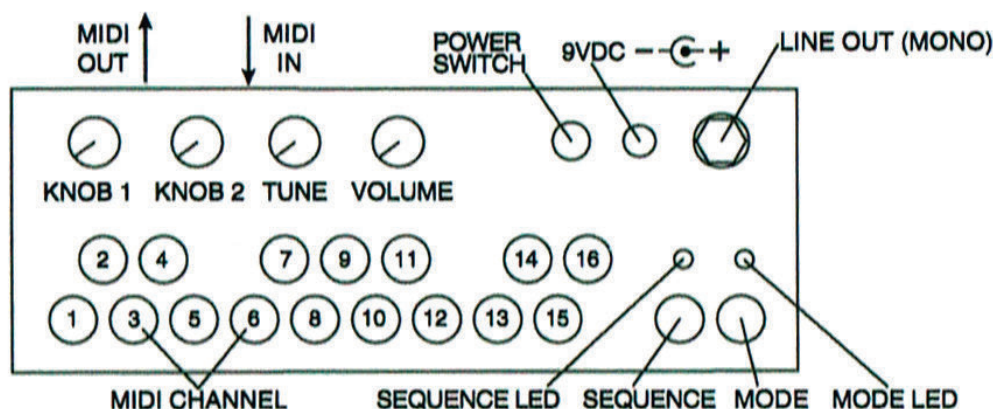 MIDI OUT
MIDI IN
POWER SWITCH
9VDC - +
LINE OUT (MONO)
KNOB 1 KNOB 2 TUNE VOLUME
2 4 7 9 11 14 16
1 3 5 6 8 10 12 13 15
MIDI CHANNEL SEQUENCE LED SEQUENCE MODE MODE LED